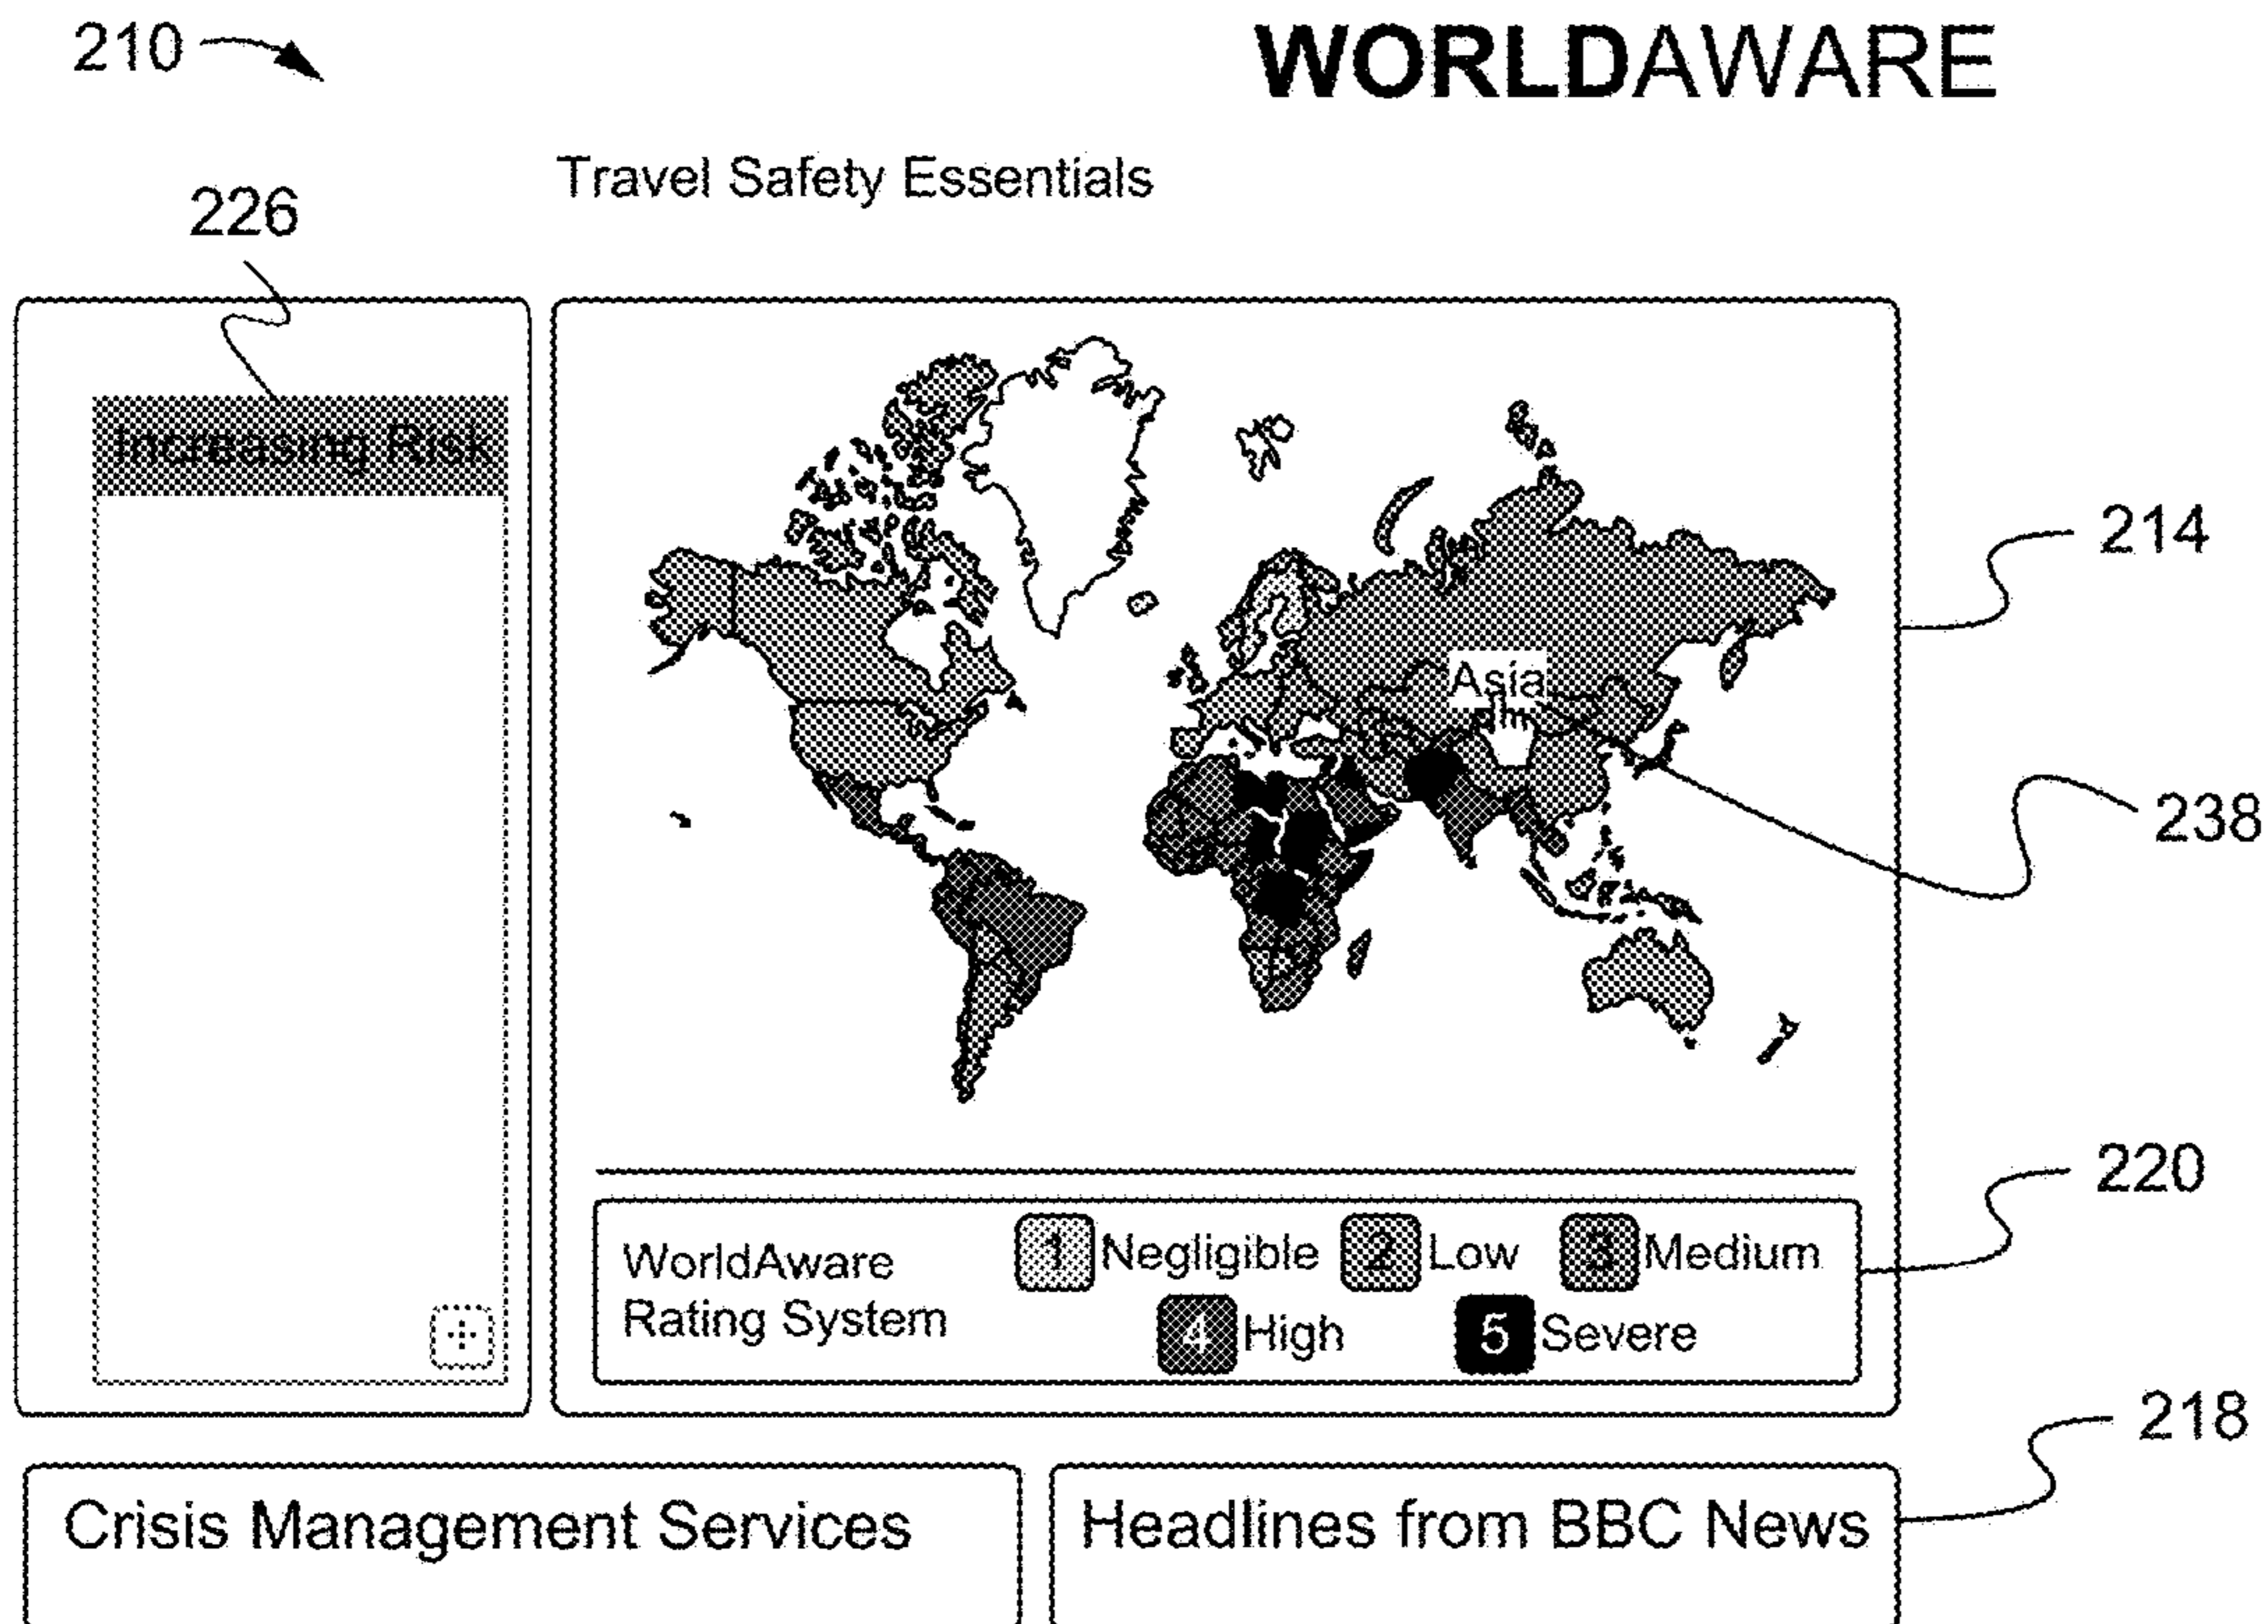 210
WORLDAWARE
Travel Safety Essentials
226
Increasing Risk
214
Asia
238
220
WorldAware
Rating System
1 Negligible 2 Low 3 Medium
4 High 5 Severe
218
Crisis Management Services
Headlines from BBC News